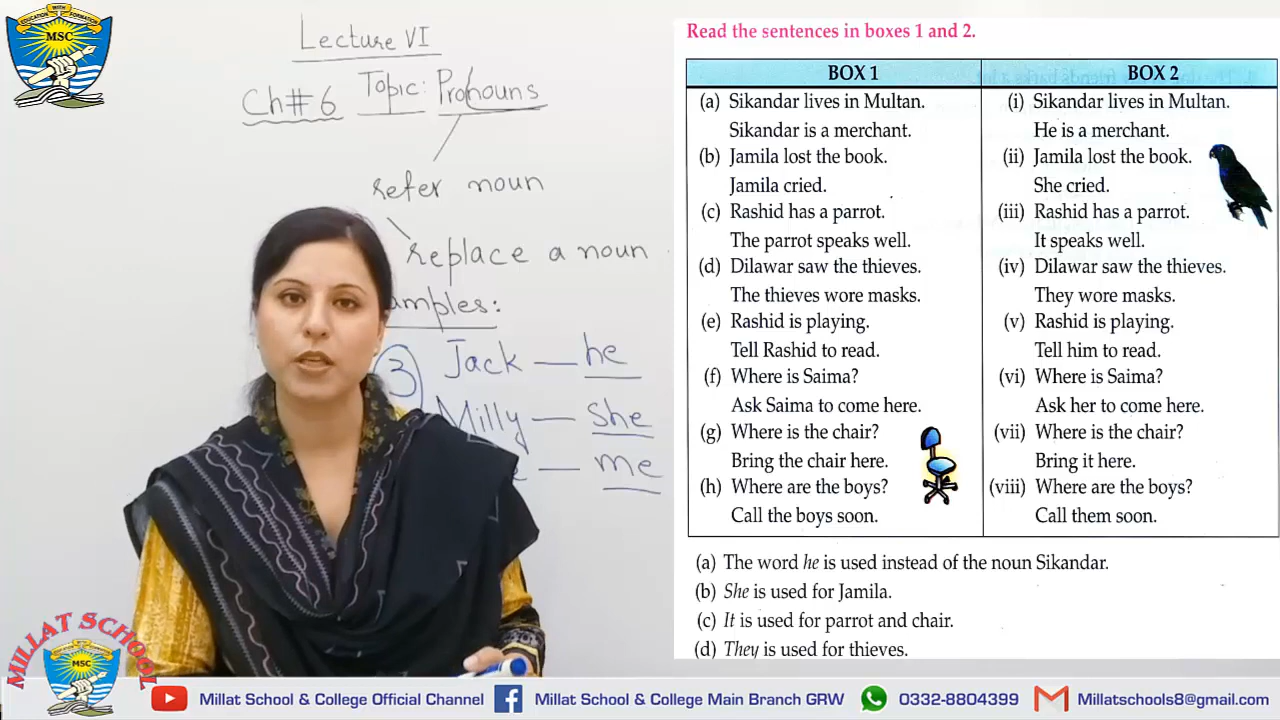 EDUCATION WITH FORMATION
MSC
Lecture VI
Ch# 6 Topic: Pronouns
refer noun
replace a noun
amples:
3
Jack — he
Milly — she
— me
Read the sentences in boxes 1 and 2.
BOX 1
(a) Sikandar lives in Multan.
Sikandar is a merchant.
(b) Jamila lost the book.
Jamila cried.
(c) Rashid has a parrot.
The parrot speaks well.
(d) Dilawar saw the thieves.
The thieves wore masks.
(e) Rashid is playing.
Tell Rashid to read.
(f) Where is Saima?
Ask Saima to come here.
(g) Where is the chair?
Bring the chair here.
(h) Where are the boys?
Call the boys soon.
BOX 2
(i) Sikandar lives in Multan.
He is a merchant.
(ii) Jamila lost the book.
She cried.
(iii) Rashid has a parrot.
It speaks well.
(iv) Dilawar saw the thieves.
They wore masks.
(v) Rashid is playing.
Tell him to read.
(vi) Where is Saima?
Ask her to come here.
(vii) Where is the chair?
Bring it here.
(viii) Where are the boys?
Call them soon.
(a) The word he is used instead of the noun Sikandar.
(b) She is used for Jamila.
(c) It is used for parrot and chair.
(d) They is used for thieves.
MILLAT SCHOOL
MSC
Millat School & College Official Channel
Millat School & College Main Branch GRW
0332-8804399
Millatschools8@gmail.com